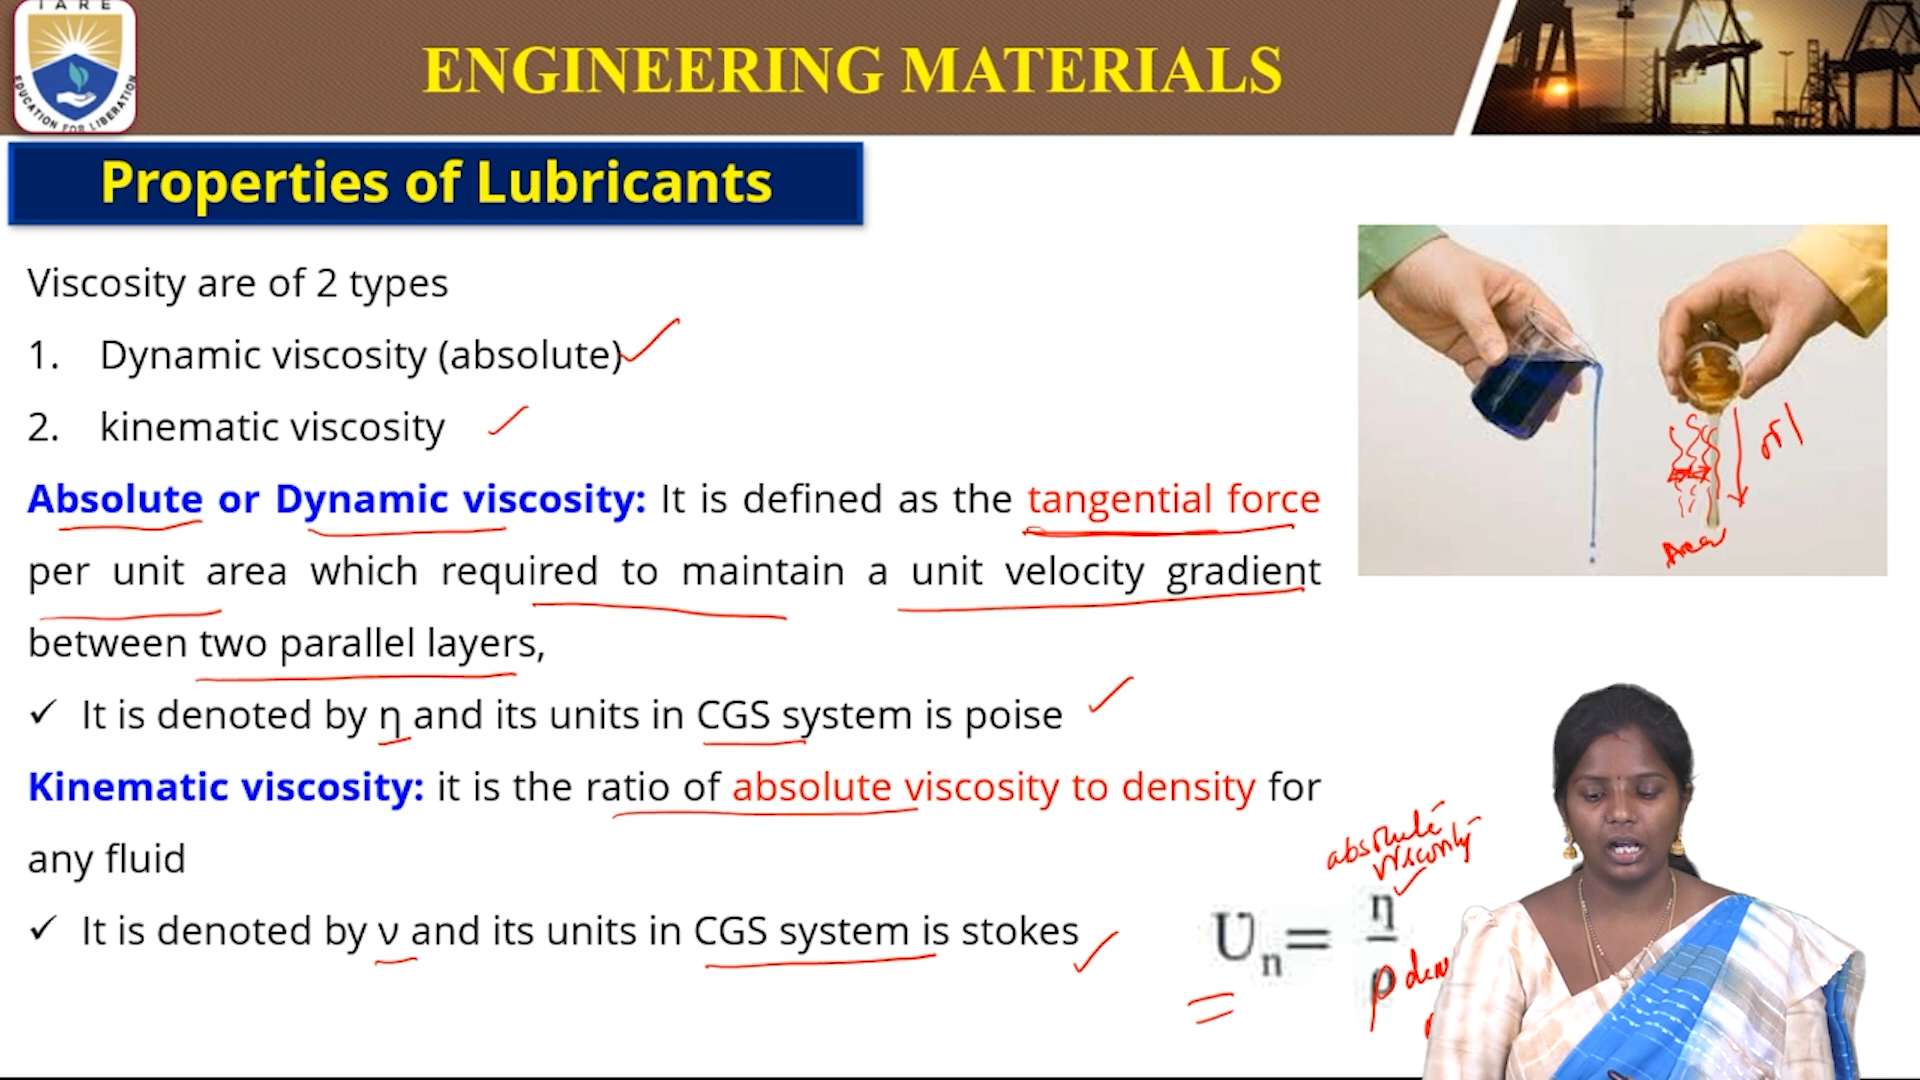 IARE
EDUCATION FOR LIBERATION
ENGINEERING MATERIALS
Properties of Lubricants
Viscosity are of 2 types
1. Dynamic viscosity (absolute)
2. kinematic viscosity
Absolute or Dynamic viscosity: It is defined as the tangential force
per unit area which required to maintain a unit velocity gradient
between two parallel layers,
✓ It is denoted by η and its units in CGS system is poise
Kinematic viscosity: it is the ratio of absolute viscosity to density for
any fluid
✓ It is denoted by ν and its units in CGS system is stokes
oil
Area
absolute
viscosity
Ʋn = η
ρ